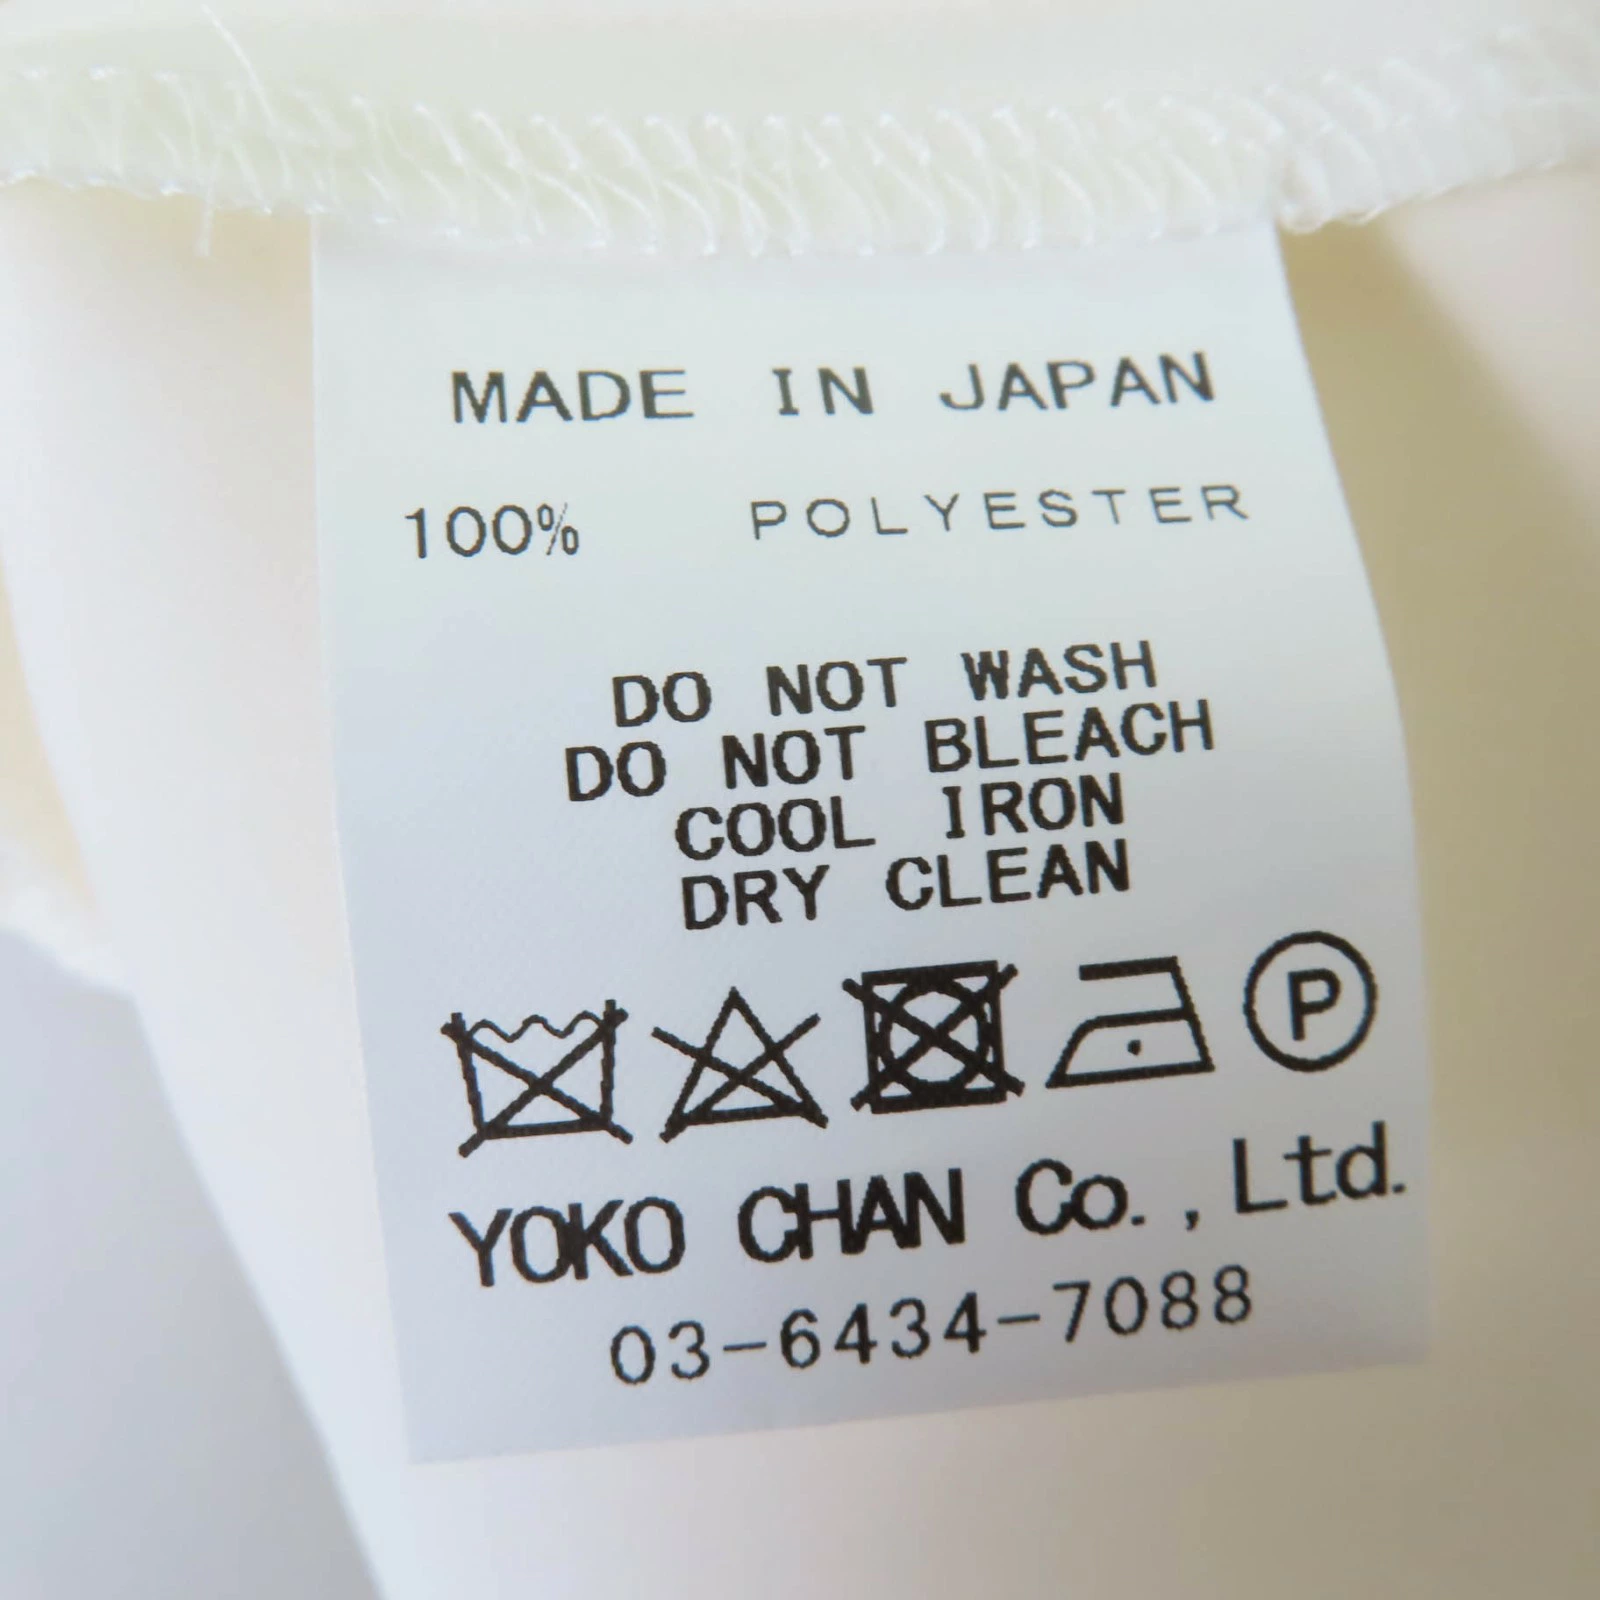 MADE IN JAPAN
100% POLYESTER
DO NOT WASH
DO NOT BLEACH
COOL IRON
DRY CLEAN
P
YOKO CHAN Co., Ltd.
03-6434-7088